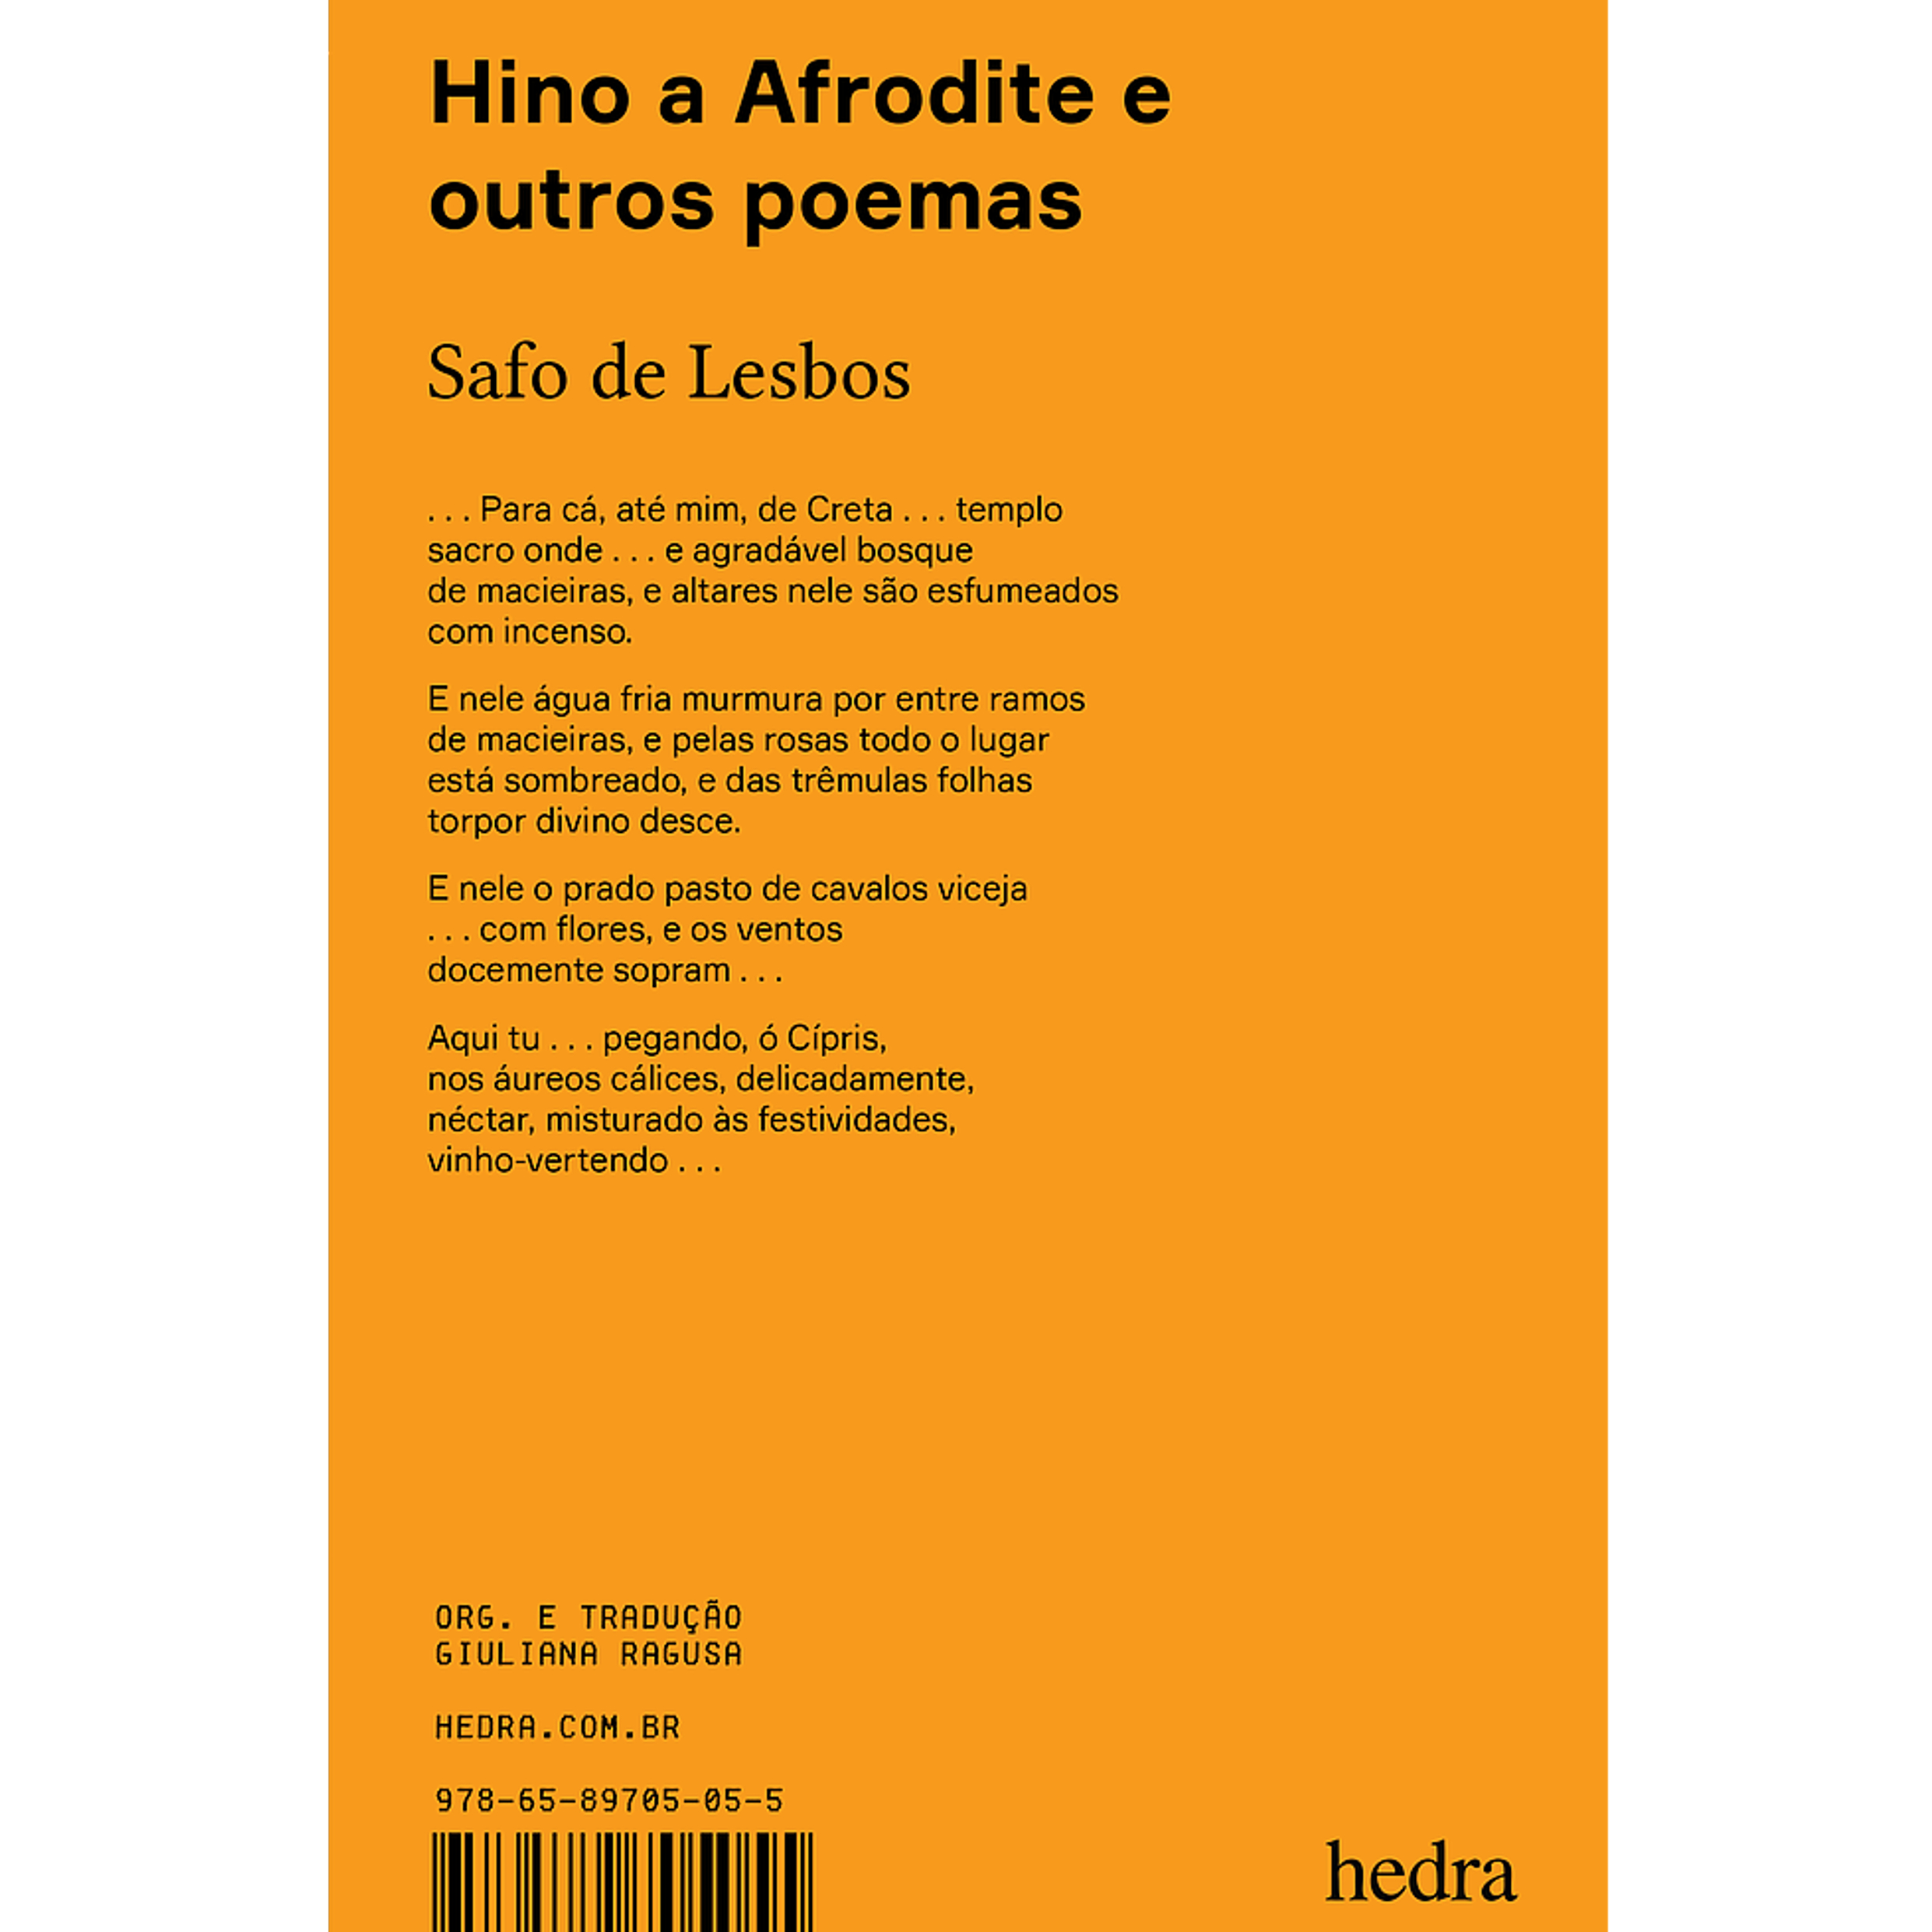 Hino a Afrodite e
outros poemas
Safo de Lesbos
. . . Para cá, até mim, de Creta . . . templo
sacro onde . . . e agradável bosque
de macieiras, e altares nele são esfumeados
com incenso.
E nele água fria murmura por entre ramos
de macieiras, e pelas rosas todo o lugar
está sombreado, e das trêmulas folhas
torpor divino desce.
E nele o prado pasto de cavalos viceja
. . . com flores, e os ventos
docemente sopram . . .
Aqui tu . . . pegando, ó Cípris,
nos áureos cálices, delicadamente,
néctar, misturado às festividades,
vinho-vertendo . . .
ORG. E TRADUÇÃO
GIULIANA RAGUSA
HEDRA.COM.BR
978-65-89705-05-5
hedra